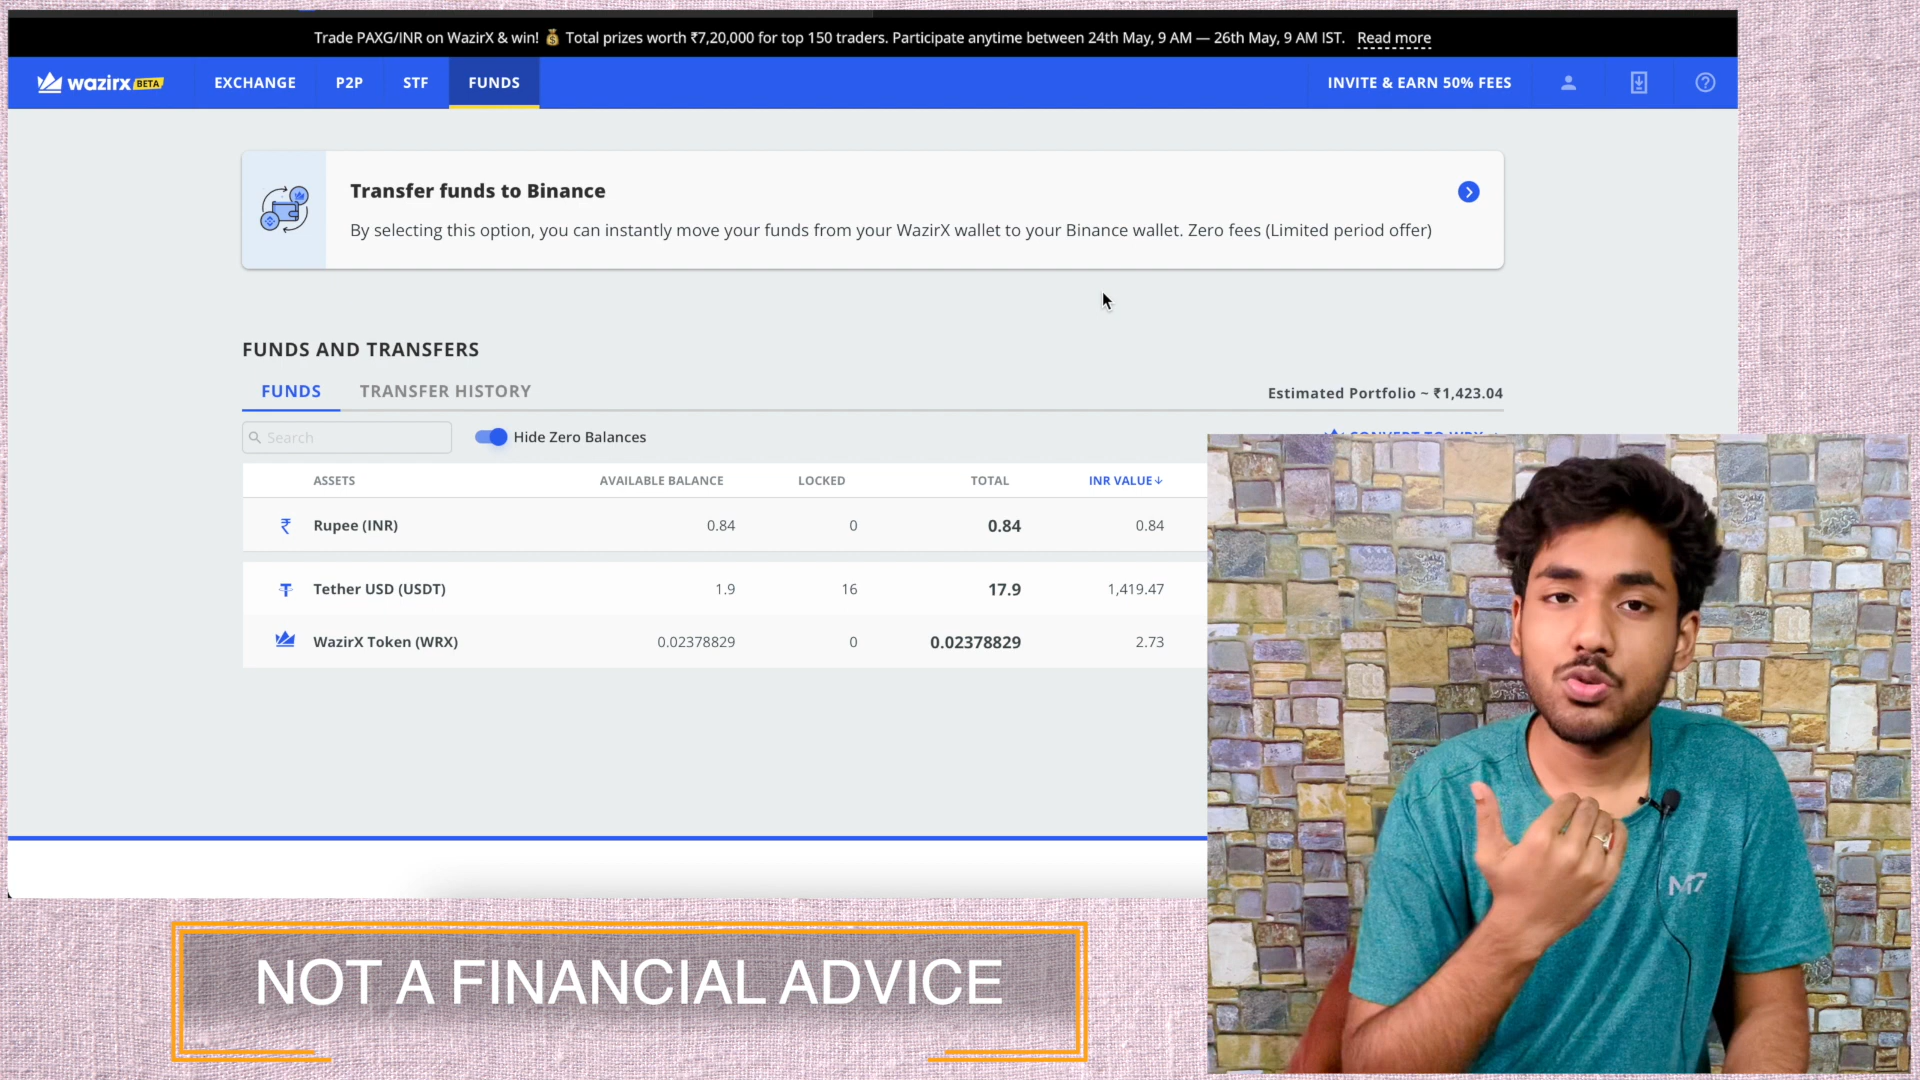 Trade PAXG/INR on WazirX & win! 💰 Total prizes worth ₹7,20,000 for top 150 traders. Participate anytime between 24th May, 9 AM — 26th May, 9 AM IST. Read more
wazirx BETA EXCHANGE P2P STF FUNDS INVITE & EARN 50% FEES
Transfer funds to Binance
By selecting this option, you can instantly move your funds from your WazirX wallet to your Binance wallet. Zero fees (Limited period offer)
FUNDS AND TRANSFERS
FUNDS TRANSFER HISTORY Estimated Portfolio ~ ₹1,423.04
Search Hide Zero Balances
ASSETS AVAILABLE BALANCE LOCKED TOTAL INR VALUE↓
₹ Rupee (INR) 0.84 0 0.84 0.84
Tether USD (USDT) 1.9 16 17.9 1,419.47
WazirX Token (WRX) 0.02378829 0 0.02378829 2.73
M7
NOT A FINANCIAL ADVICE